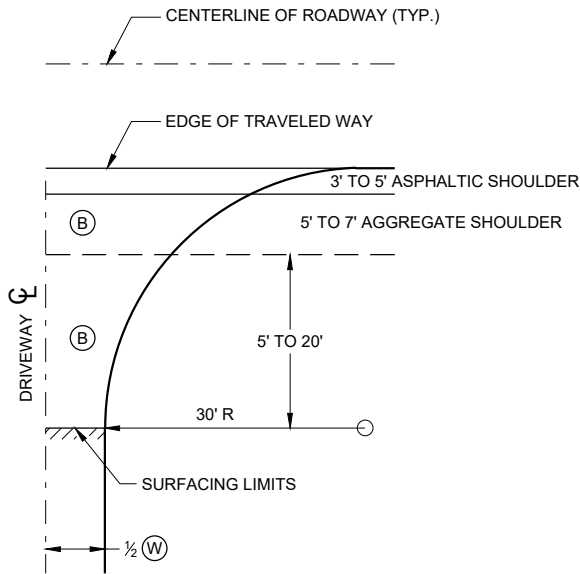 CENTERLINE OF ROADWAY (TYP.)
EDGE OF TRAVELED WAY
3' TO 5' ASPHALTIC SHOULDER
B
5' TO 7' AGGREGATE SHOULDER
DRIVEWAY CL
B
5' TO 20'
30' R
SURFACING LIMITS
½ W